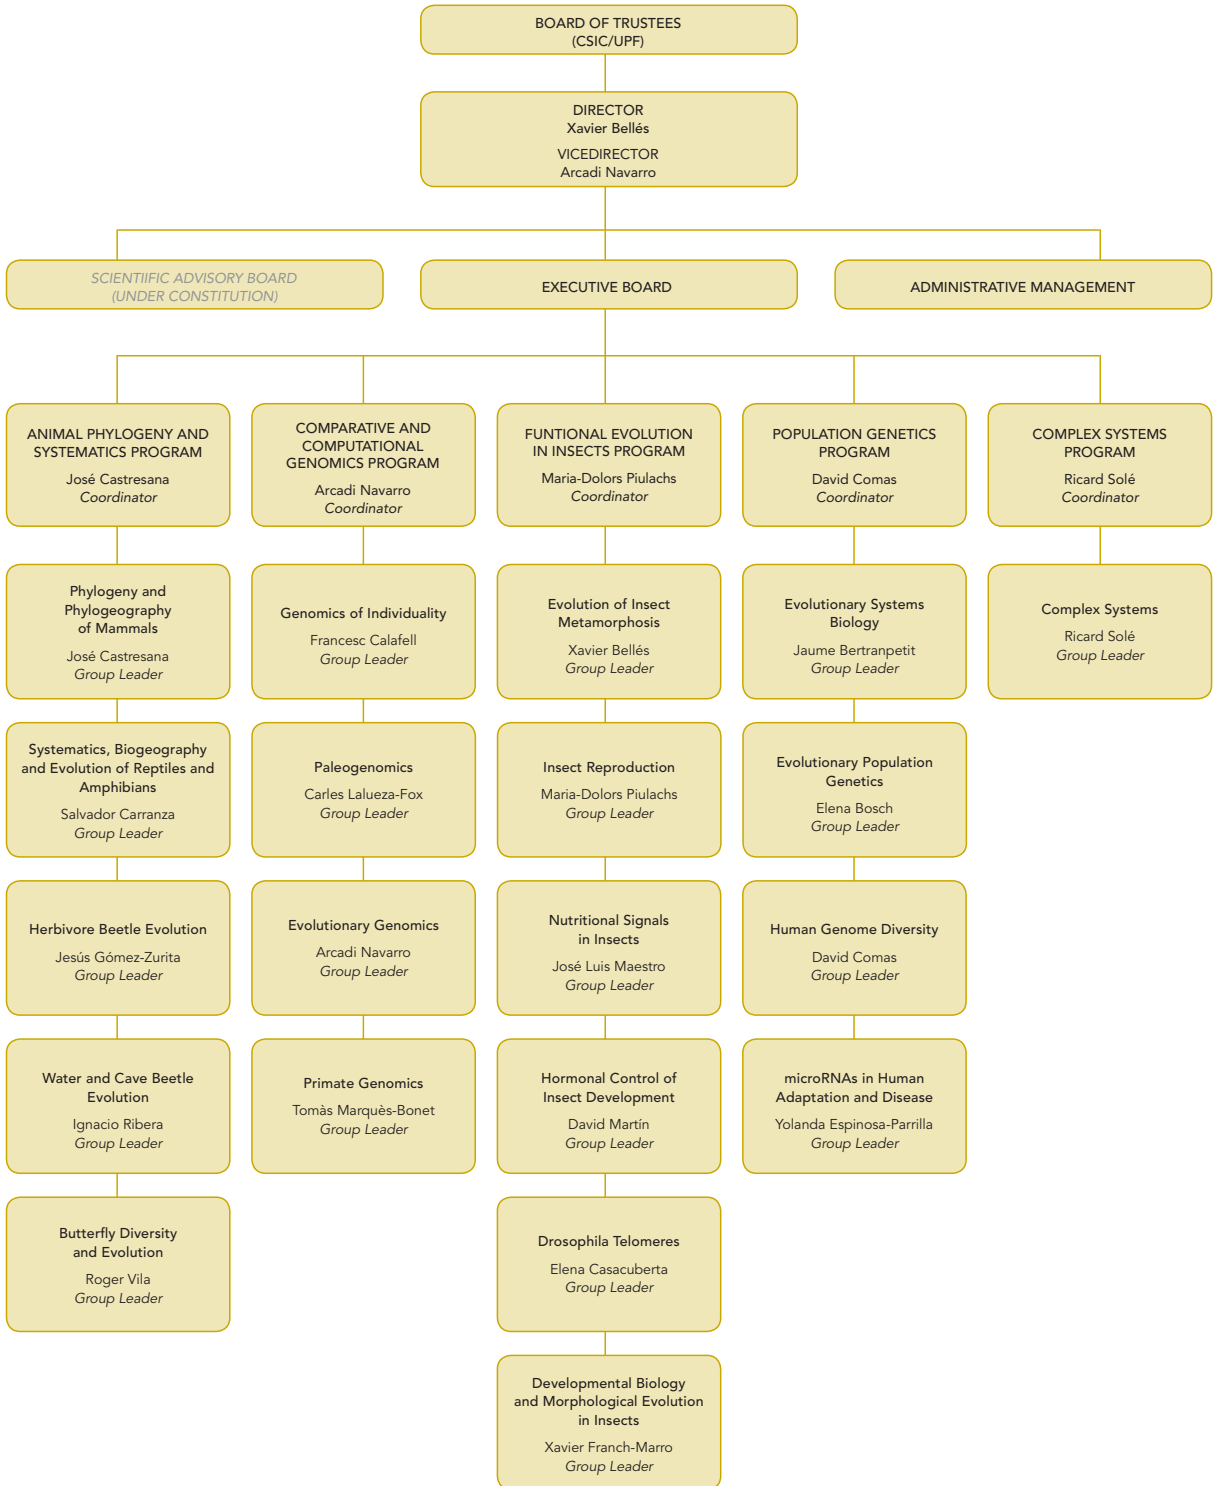 BOARD OF TRUSTEES
(CSIC/UPF)
DIRECTOR
Xavier Bellés
VICEDIRECTOR
Arcadi Navarro
SCIENTIIFIC ADVISORY BOARD
(UNDER CONSTITUTION)
EXECUTIVE BOARD
ADMINISTRATIVE MANAGEMENT
ANIMAL PHYLOGENY AND
SYSTEMATICS PROGRAM
José Castresana
Coordinator
COMPARATIVE AND
COMPUTATIONAL
GENOMICS PROGRAM
Arcadi Navarro
Coordinator
FUNTIONAL EVOLUTION
IN INSECTS PROGRAM
Maria-Dolors Piulachs
Coordinator
POPULATION GENETICS
PROGRAM
David Comas
Coordinator
COMPLEX SYSTEMS
PROGRAM
Ricard Solé
Coordinator
Phylogeny and
Phylogeography
of Mammals
José Castresana
Group Leader
Genomics of Individuality
Francesc Calafell
Group Leader
Evolution of Insect
Metamorphosis
Xavier Bellés
Group Leader
Evolutionary Systems
Biology
Jaume Bertranpetit
Group Leader
Complex Systems
Ricard Solé
Group Leader
Systematics, Biogeography
and Evolution of Reptiles and
Amphibians
Salvador Carranza
Group Leader
Paleogenomics
Carles Lalueza-Fox
Group Leader
Insect Reproduction
Maria-Dolors Piulachs
Group Leader
Evolutionary Population
Genetics
Elena Bosch
Group Leader
Herbivore Beetle Evolution
Jesús Gómez-Zurita
Group Leader
Evolutionary Genomics
Arcadi Navarro
Group Leader
Nutritional Signals
in Insects
José Luis Maestro
Group Leader
Human Genome Diversity
David Comas
Group Leader
Water and Cave Beetle
Evolution
Ignacio Ribera
Group Leader
Primate Genomics
Tomàs Marquès-Bonet
Group Leader
Hormonal Control of
Insect Development
David Martín
Group Leader
microRNAs in Human
Adaptation and Disease
Yolanda Espinosa-Parrilla
Group Leader
Butterfly Diversity
and Evolution
Roger Vila
Group Leader
Drosophila Telomeres
Elena Casacuberta
Group Leader
Developmental Biology
and Morphological Evolution
in Insects
Xavier Franch-Marro
Group Leader